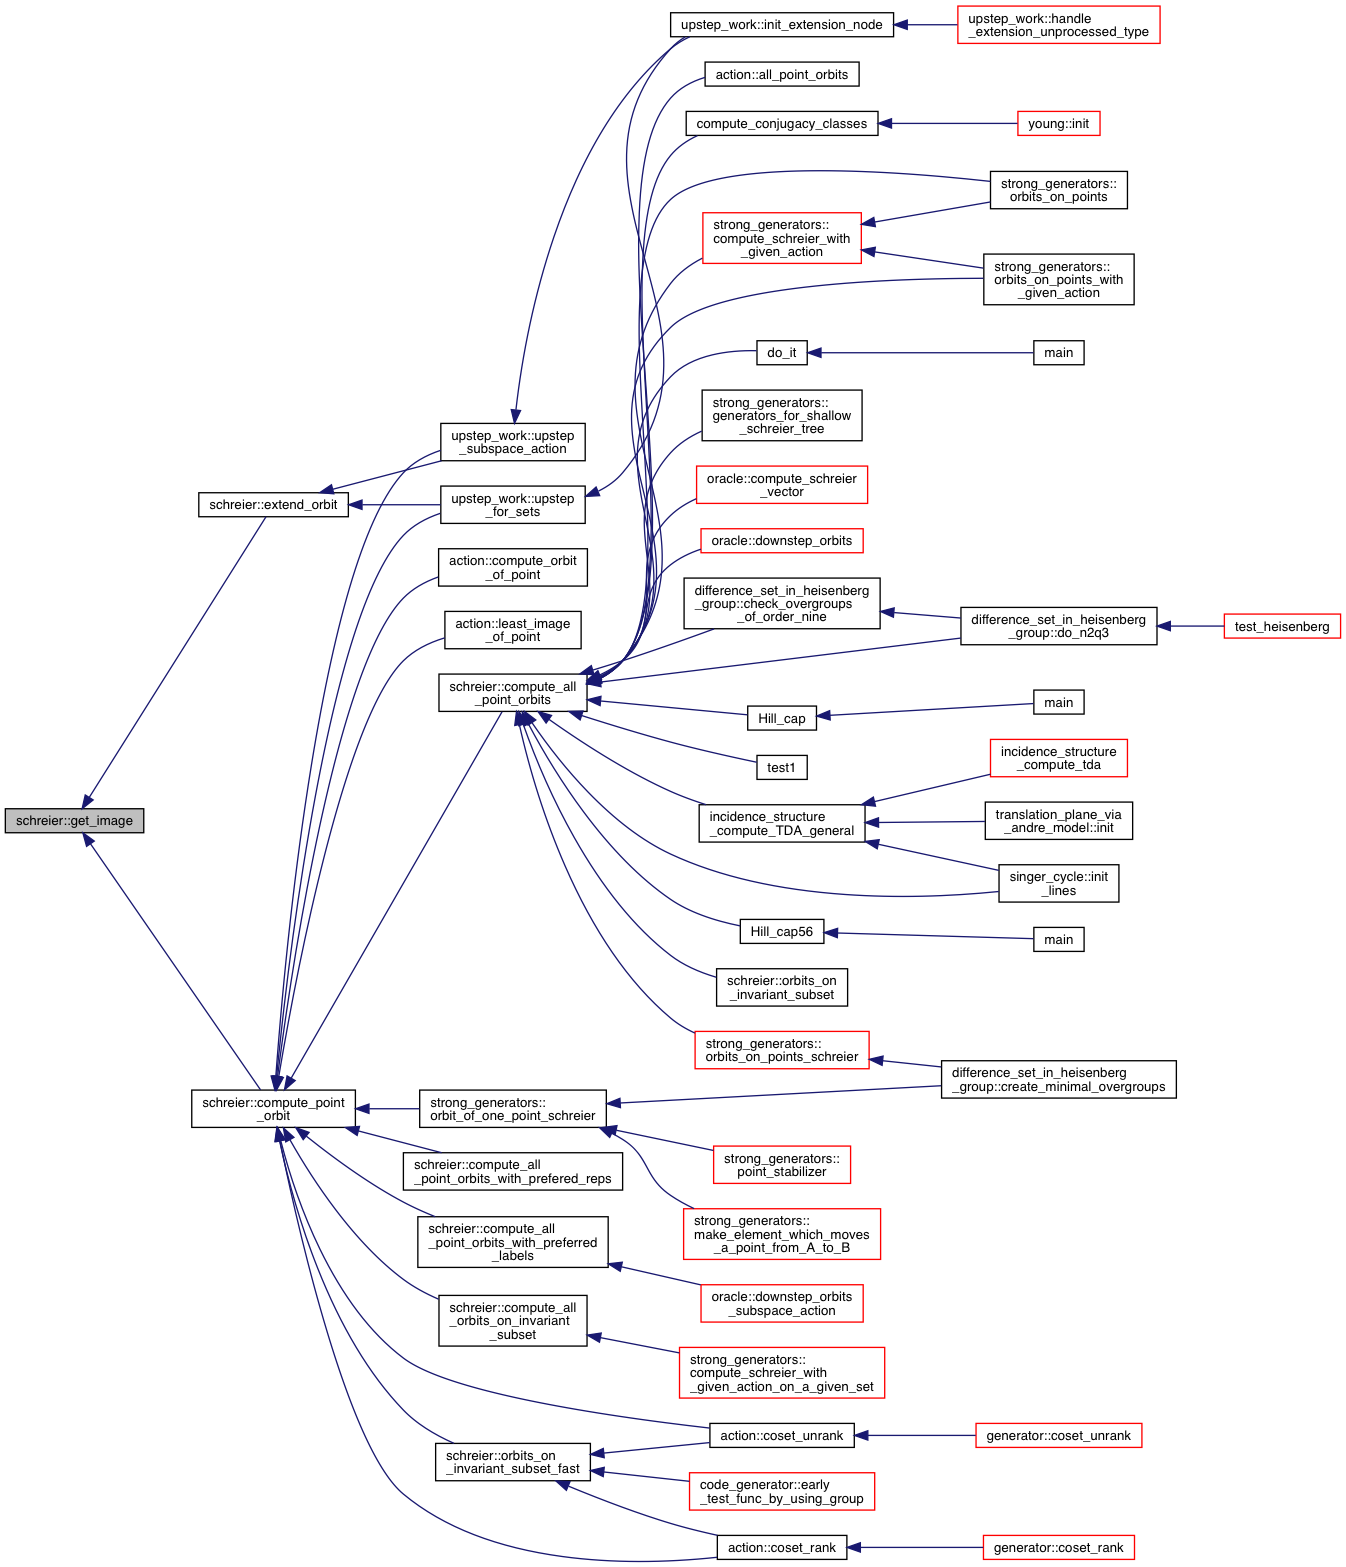 upstep_work::init_extension_node
upstep_work::handle
_extension_unprocessed_type
action::all_point_orbits
compute_conjugacy_classes
young::init
strong_generators::
orbits_on_points
strong_generators::
compute_schreier_with
_given_action
strong_generators::
orbits_on_points_with
_given_action
do_it
main
strong_generators::
generators_for_shallow
_schreier_tree
upstep_work::upstep
_subspace_action
oracle::compute_schreier
_vector
schreier::extend_orbit
upstep_work::upstep
_for_sets
oracle::downstep_orbits
action::compute_orbit
_of_point
difference_set_in_heisenberg
_group::check_overgroups
_of_order_nine
difference_set_in_heisenberg
_group::do_n2q3
test_heisenberg
action::least_image
_of_point
schreier::compute_all
_point_orbits
Hill_cap
main
test1
incidence_structure
_compute_tda
schreier::get_image
incidence_structure
_compute_TDA_general
translation_plane_via
_andre_model::init
singer_cycle::init
_lines
Hill_cap56
main
schreier::orbits_on
_invariant_subset
strong_generators::
orbits_on_points_schreier
difference_set_in_heisenberg
_group::create_minimal_overgroups
schreier::compute_point
_orbit
strong_generators::
orbit_of_one_point_schreier
schreier::compute_all
_point_orbits_with_prefered_reps
strong_generators::
point_stabilizer
strong_generators::
make_element_which_moves
_a_point_from_A_to_B
schreier::compute_all
_point_orbits_with_preferred
_labels
oracle::downstep_orbits
_subspace_action
schreier::compute_all
_orbits_on_invariant
_subset
strong_generators::
compute_schreier_with
_given_action_on_a_given_set
action::coset_unrank
generator::coset_unrank
schreier::orbits_on
_invariant_subset_fast
code_generator::early
_test_func_by_using_group
action::coset_rank
generator::coset_rank